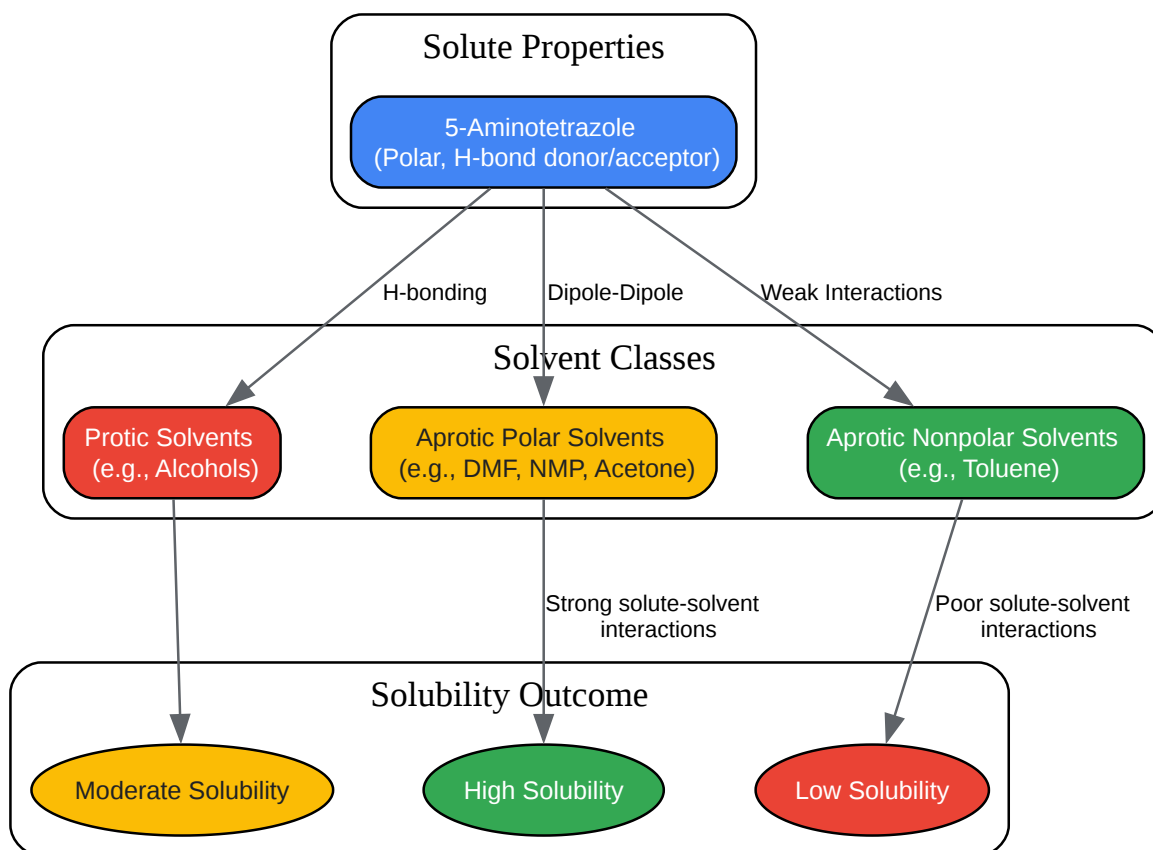 Solute Properties
5-Aminotetrazole
(Polar, H-bond donor/acceptor)
H-bonding
Dipole-Dipole
Weak Interactions
Solvent Classes
Protic Solvents
(e.g., Alcohols)
Aprotic Polar Solvents
(e.g., DMF, NMP, Acetone)
Aprotic Nonpolar Solvents
(e.g., Toluene)
Strong solute-solvent
interactions
Poor solute-solvent
interactions
Solubility Outcome
Moderate Solubility
High Solubility
Low Solubility